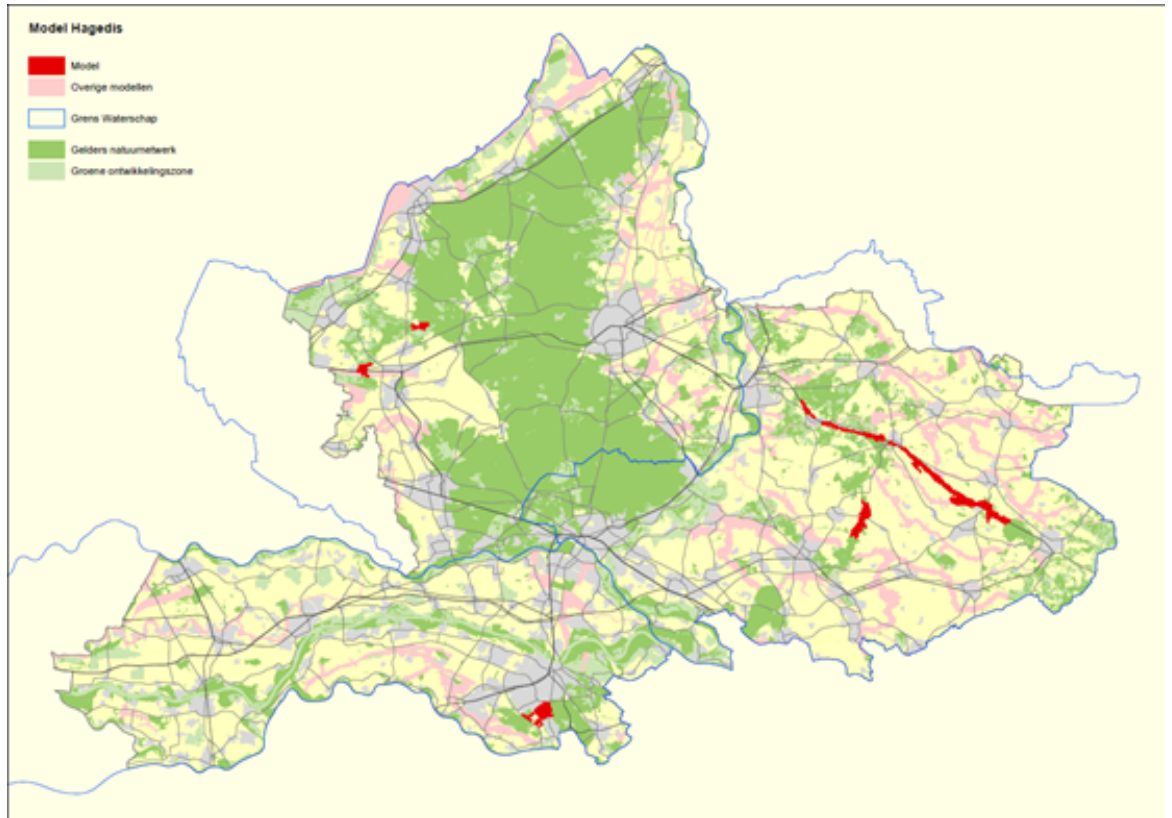 Model Hagedis
Model
Overige modellen
Grens Waterschap
Gelders natuurnetwerk
Groene ontwikkelingszone